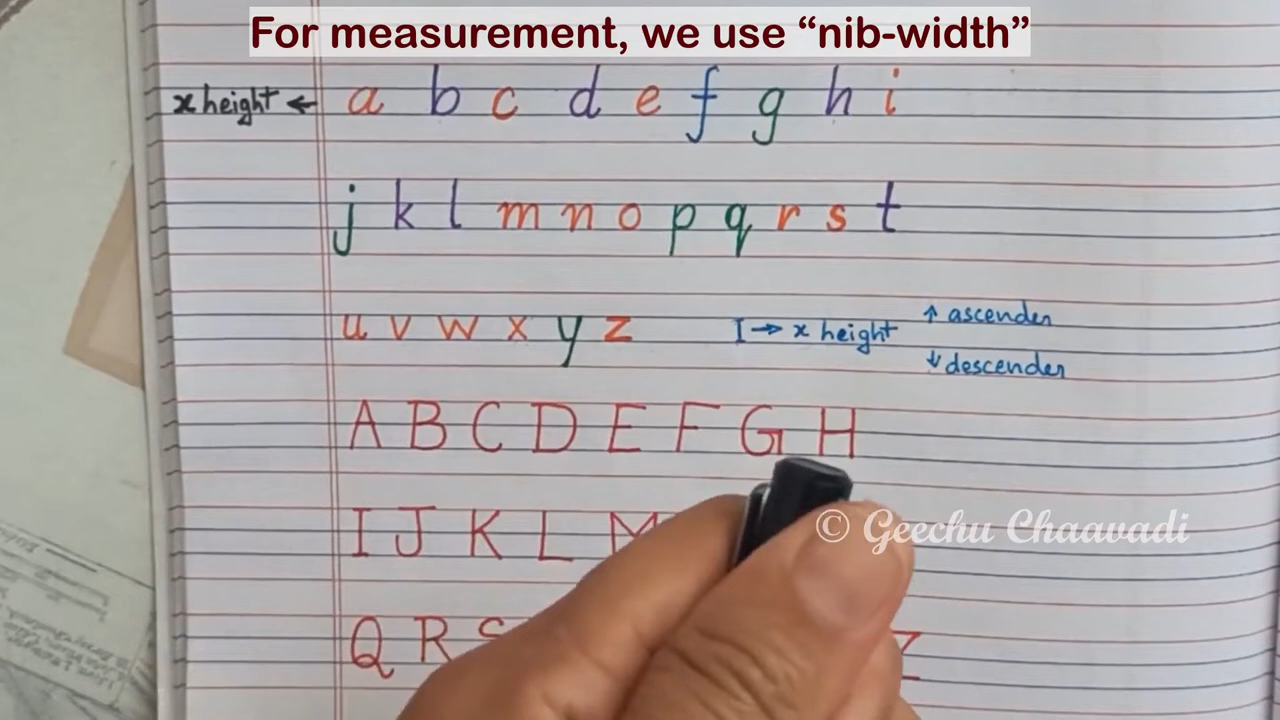 For measurement, we use “nib-width”
x height ← a b c d e f g h i
j k l m n o p q r s t
u v w x y z I → x height ↑ ascender
↓ descender
A B C D E F G H
I J K L M
© Geechu Chaavadi
Q R S Z